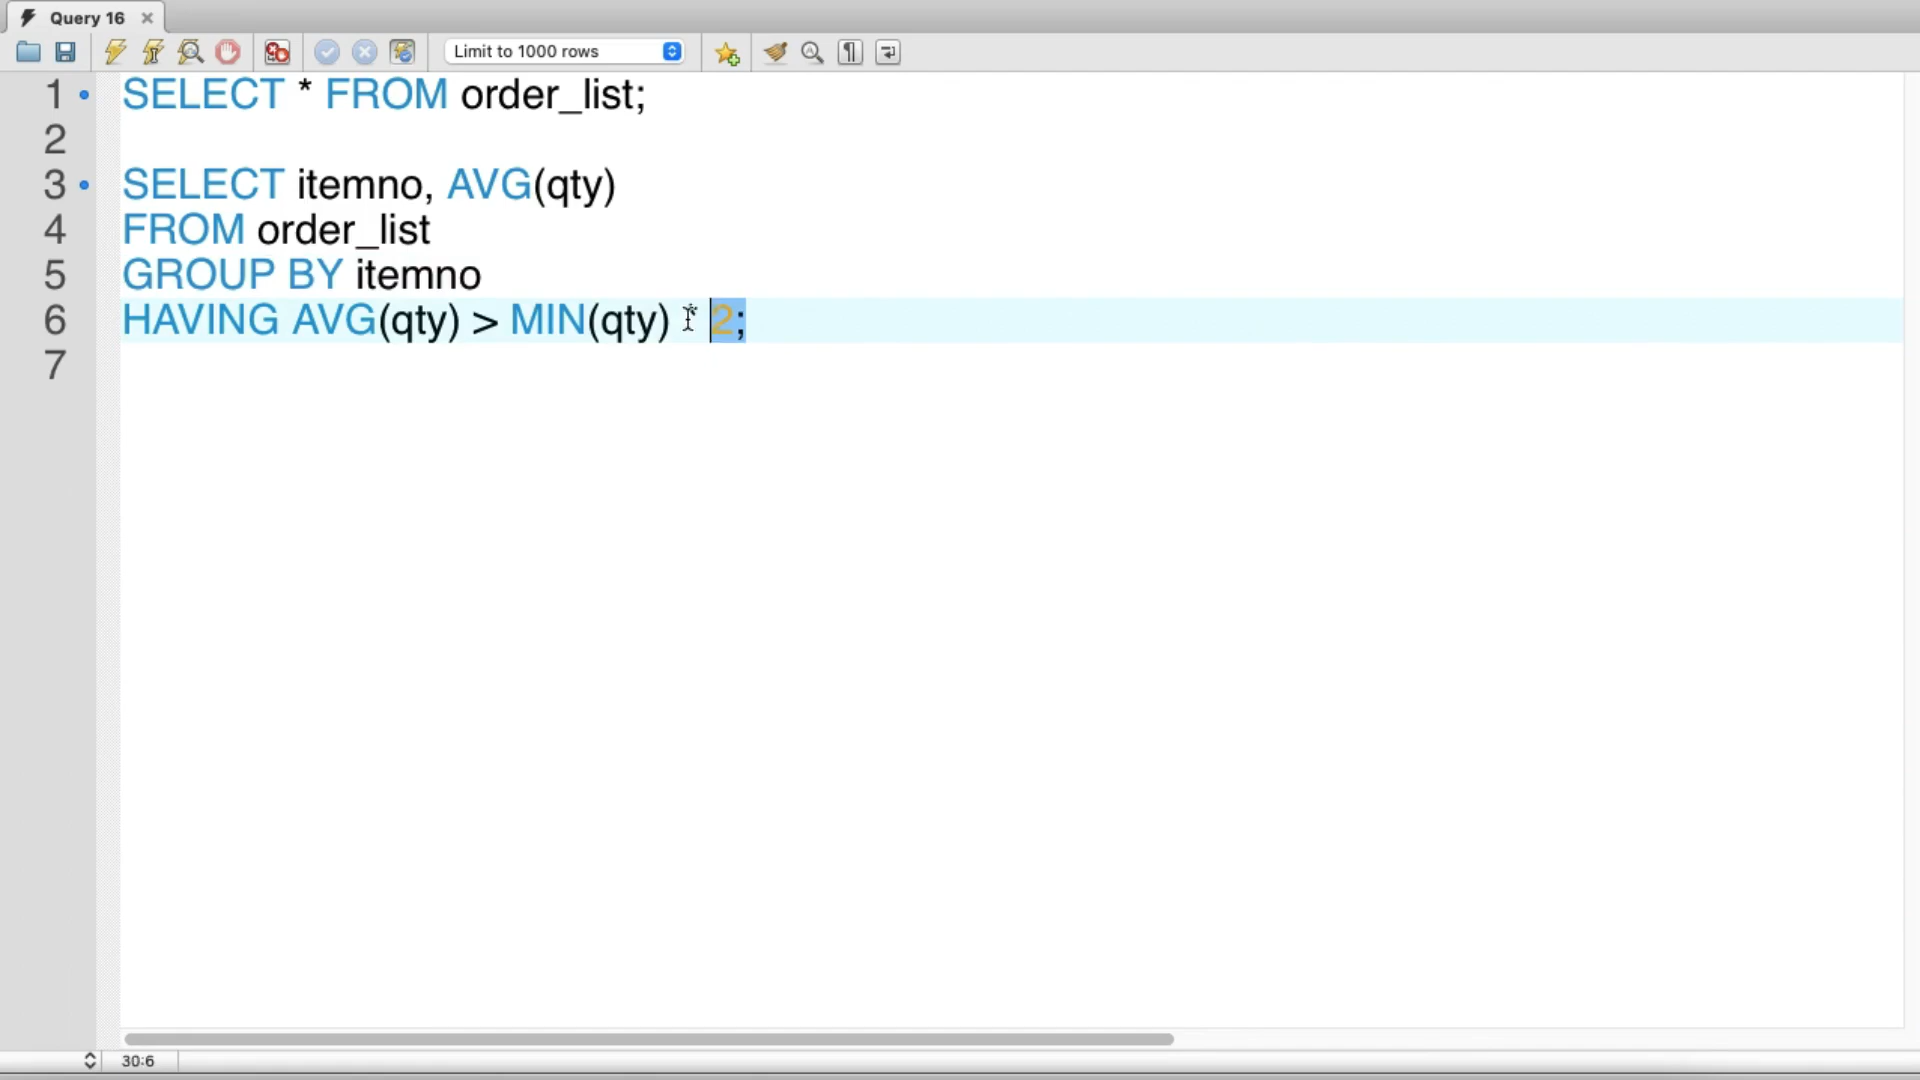 Query 16
Limit to 1000 rows
1 SELECT * FROM order_list;
2
3 SELECT itemno, AVG(qty)
4 FROM order_list
5 GROUP BY itemno
6 HAVING AVG(qty) > MIN(qty) * 2;
7
30:6